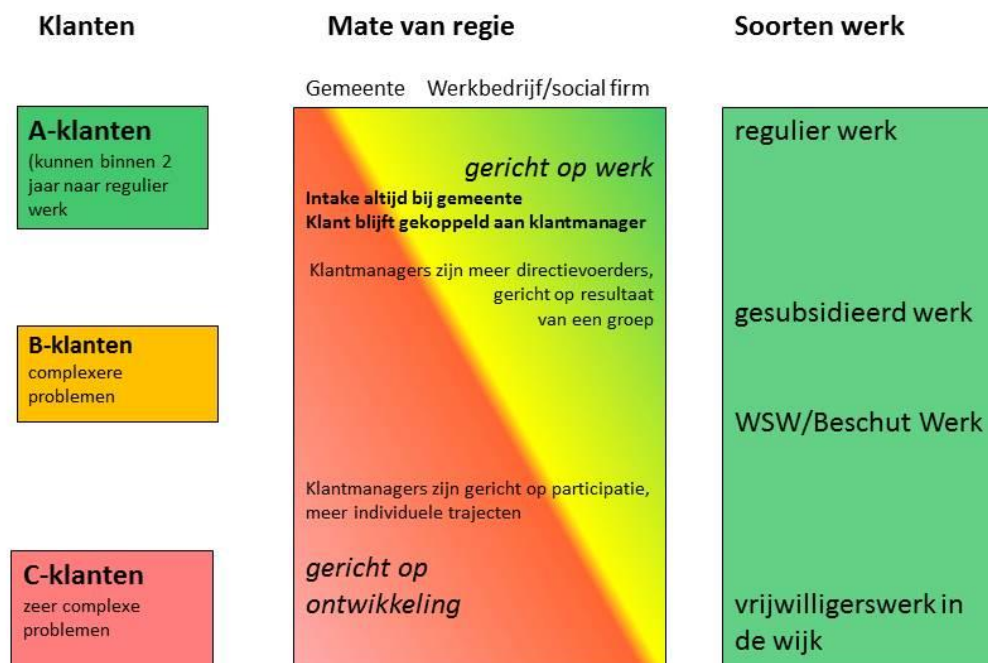 Klanten
Mate van regie
Soorten werk
Gemeente
Werkbedrijf/social firm
A-klanten
(kunnen binnen 2
jaar naar regulier
werk
gericht op werk
Intake altijd bij gemeente
Klant blijft gekoppeld aan klantmanager
Klantmanagers zijn meer directievoerders,
gericht op resultaat
van een groep
regulier werk
gesubsidieerd werk
B-klanten
complexere
problemen
WSW/Beschut Werk
Klantmanagers zijn gericht op participatie,
meer individuele trajecten
C-klanten
zeer complexe
problemen
gericht op
ontwikkeling
vrijwilligerswerk in
de wijk